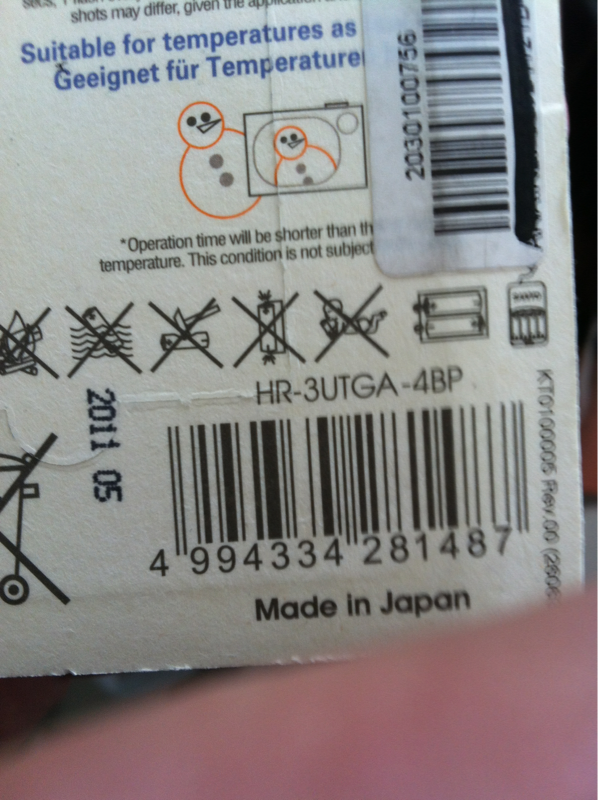 shots may differ, given the
Suitable for temperatures as
Geeignet für
2030100756
*Operation time will be shorter than
temperature. This condition is not subject
HR-3UTGA-4BP
2011 05
KT0100005 Rev.00
4 994334 281487
Made in Japan